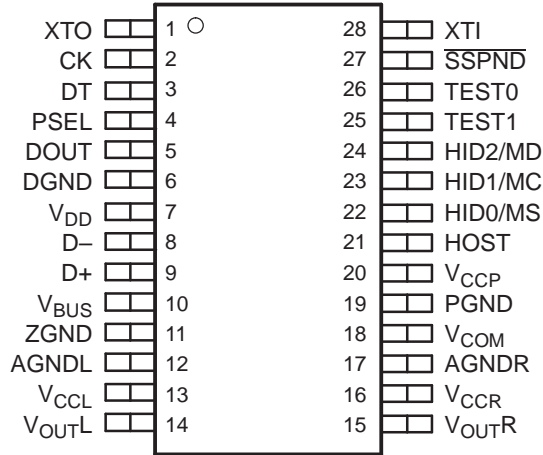 XTO 1 28 XTI
CK 2 27 SSPND
DT 3 26 TEST0
PSEL 4 25 TEST1
DOUT 5 24 HID2/MD
DGND 6 23 HID1/MC
VDD 7 22 HID0/MS
D– 8 21 HOST
D+ 9 20 VCCP
VBUS 10 19 PGND
ZGND 11 18 VCOM
AGNDL 12 17 AGNDR
VCCL 13 16 VCCR
VOUTL 14 15 VOUTR